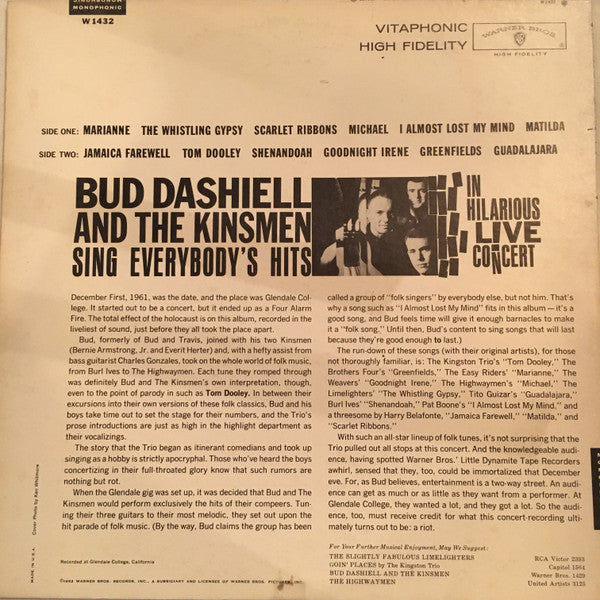 MONOPHONIC
W 1432
W 1432
VITAPHONIC
HIGH FIDELITY
WARNER BROS.
HIGH FIDELITY
SIDE ONE: MARIANNE THE WHISTLING GYPSY SCARLET RIBBONS MICHAEL I ALMOST LOST MY MIND MATILDA
SIDE TWO: JAMAICA FAREWELL TOM DOOLEY SHENANDOAH GOODNIGHT IRENE GREENFIELDS GUADALAJARA
BUD DASHIELL
AND THE KINSMEN
SING EVERYBODY'S HITS
IN
HILARIOUS
LIVE
CONCERT
December First, 1961, was the date, and the place was Glendale Col-
lege. It started out to be a concert, but it ended up as a Four Alarm
Fire. The total effect of the holocaust is on this album, recorded in the
liveliest of sound, just before they all took the place apart.
Bud, formerly of Bud and Travis, joined with his two Kinsmen
(Bernie Armstrong, Jr. and Everit Herter) and, with a hefty assist from
bass guitarist Charles Gonzales, took on the whole world of folk music,
from Burl Ives to The Highwaymen. Each tune they romped through
was definitely Bud and The Kinsmen's own interpretation, though,
even to the point of parody in such as Tom Dooley. In between their
excursions into their own versions of these folk classics, Bud and his
boys take time out to set the stage for their numbers, and the Trio's
prose introductions are just as high in the highlight department as
their vocalizings.
The story that the Trio began as itinerant comedians and took up
singing as a hobby is strictly apocryphal. Those who've heard the boys
concertizing in their full-throated glory know that such rumors are
nothing but rot.
When the Glendale gig was set up, it was decided that Bud and The
Kinsmen would perform exclusively the hits of their compeers. Tun-
ing their three guitars to their most melodic, they set out upon the
hit parade of folk music. (By the way, Bud claims the group has been
called a group of "folk singers" by everybody else, but not him. That's
why a song such as "I Almost Lost My Mind" fits in this album — it's a
good song, and Bud feels time will give it enough barnacles to make
it a "folk song." Until then, Bud's content to sing songs that will last
because they're good enough to last.)
The run-down of these songs (with their original artists), for those
not thoroughly familiar, is: The Kingston Trio's "Tom Dooley," The
Brothers Four's "Greenfields," The Easy Riders' "Marianne," The
Weavers' "Goodnight Irene," The Highwaymen's "Michael," The
Limelighters' "The Whistling Gypsy," Tito Guizar's "Guadalajara,"
Burl Ives' "Shenandoah," Pat Boone's "I Almost Lost My Mind," and
a threesome by Harry Belafonte, "Jamaica Farewell," "Matilda," and
"Scarlet Ribbons."
With such an all-star lineup of folk tunes, it's not surprising that the
Trio pulled out all stops at this concert. And the knowledgeable audi-
ence, having spotted Warner Bros.' Little Dynamite Tape Recorders
awhirl, sensed that they, too, could be immortalized that December
eve. For, as Bud believes, entertainment is a two-way street. An audi-
ence can get as much or as little as they want from a performer. At
Glendale College, they wanted a lot, and they got a lot. So the audi-
ence, too, must receive credit for what this concert-recording ulti-
mately turns out to be: a riot.
Cover Photo by Ken Whitmore
MADE IN U.S.A.
Recorded at Glendale College, California
©1962 WARNER BROS. RECORDS, INC., A SUBSIDIARY AND LICENSEE OF WARNER BROS. PICTURES, INC.
For Your Further Musical Enjoyment, May We Suggest:
THE SLIGHTLY FABULOUS LIMELIGHTERS RCA Victor 2393
GOIN' PLACES by The Kingston Trio Capitol 1564
BUD DASHIELL AND THE KINSMEN Warner Bros. 1429
THE HIGHWAYMEN United Artists 3125